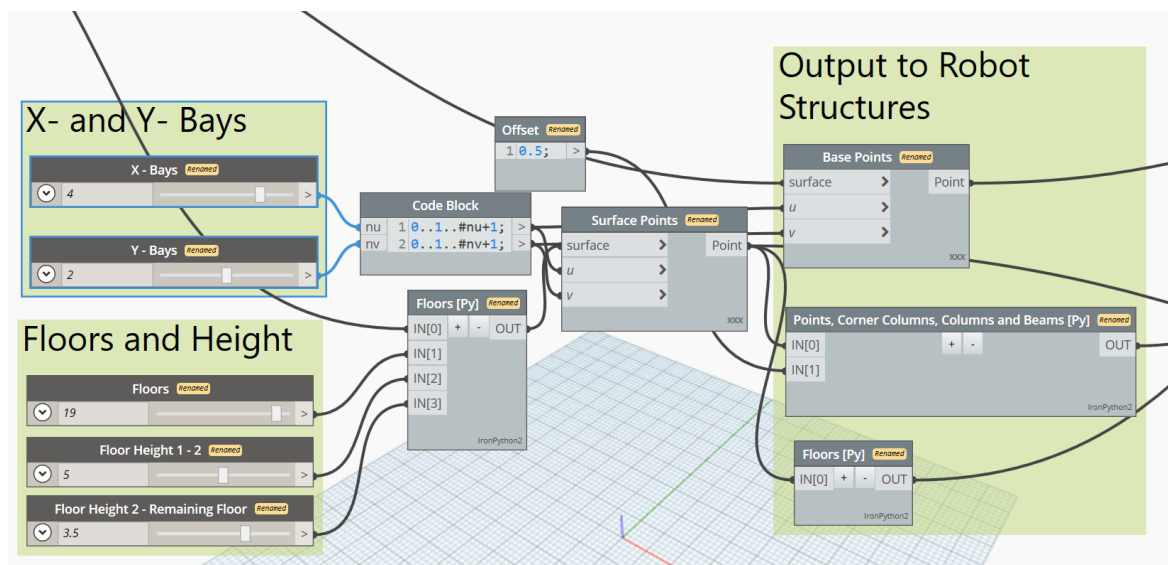 X- and Y- Bays
X - Bays Renamed
4 >
Y - Bays Renamed
2 >
Floors and Height
Floors Renamed
19 >
Floor Height 1 - 2 Renamed
5 >
Floor Height 2 - Remaining Floor Renamed
3.5 >
Offset Renamed
1 0.5; >
Code Block
nu 1 0..1..#nu+1; >
nv 2 0..1..#nv+1; >
Floors [Py] Renamed
IN[0] + - OUT
IN[1]
IN[2]
IN[3]
IronPython2
Surface Points Renamed
surface > Point
u >
v >
xxx
Output to Robot
Structures
Base Points Renamed
surface > Point
u >
v >
xxx
Points, Corner Columns, Columns and Beams [Py] Renamed
IN[0] + - OUT
IN[1]
IronPython2
Floors [Py] Renamed
IN[0] + - OUT
IronPython2